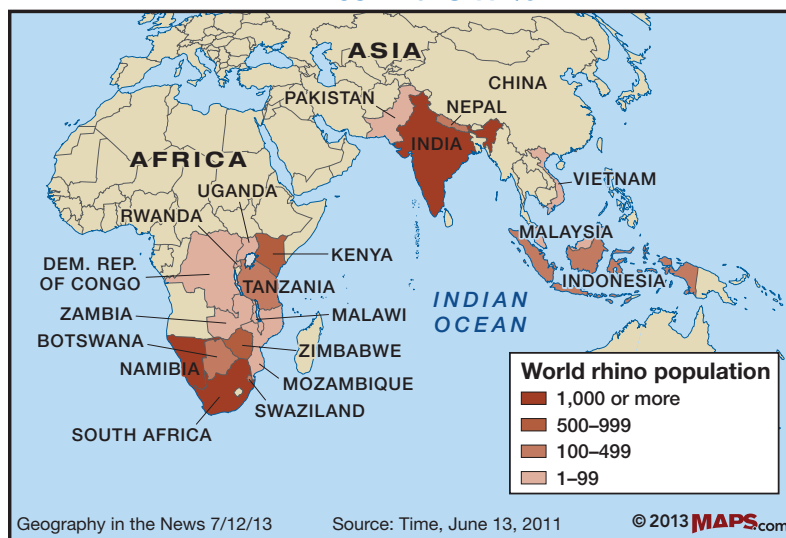 ASIA
CHINA
PAKISTAN
NEPAL
INDIA
AFRICA
UGANDA
VIETNAM
RWANDA
MALAYSIA
KENYA
DEM. REP.
OF CONGO
TANZANIA
INDONESIA
INDIAN
OCEAN
ZAMBIA
MALAWI
BOTSWANA
ZIMBABWE
NAMIBIA
MOZAMBIQUE
SWAZILAND
SOUTH AFRICA
World rhino population
1,000 or more
500–999
100–499
1–99
Geography in the News 7/12/13
Source: Time, June 13, 2011
© 2013 MAPS.com